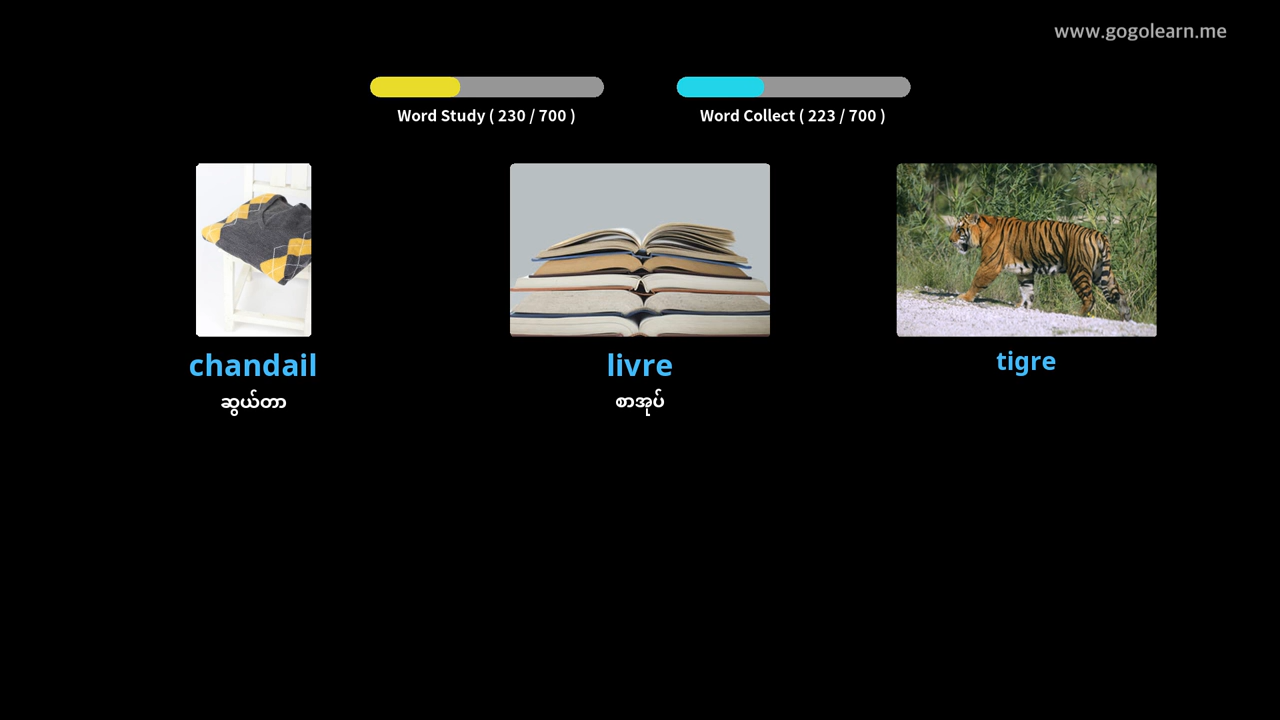 www.gogolearn.me
Word Study ( 230 / 700 )
Word Collect ( 223 / 700 )
chandail
livre
tigre
ဆွယ်တာ
စာအုပ်